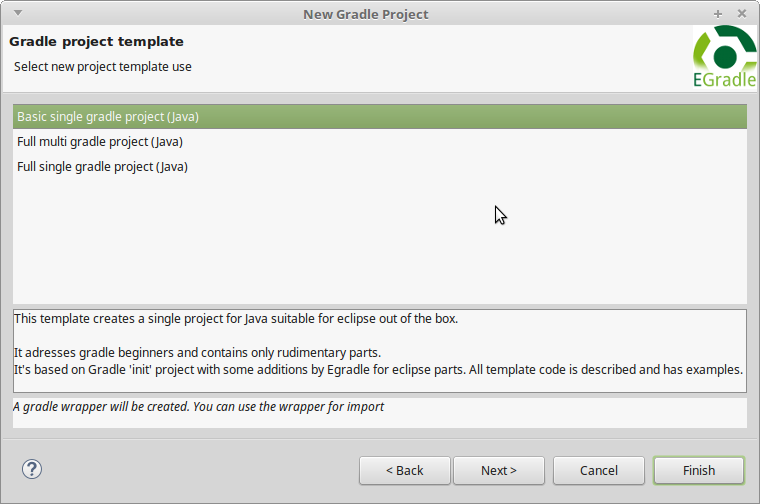 New Gradle Project
Gradle project template
Select new project template use
EGradle
Basic single gradle project (Java)
Full multi gradle project (Java)
Full single gradle project (Java)
This template creates a single project for Java suitable for eclipse out of the box.
It adresses gradle beginners and contains only rudimentary parts.
It's based on Gradle 'init' project with some additions by Egradle for eclipse parts. All template code is described and has examples.
A gradle wrapper will be created. You can use the wrapper for import
?
< Back
Next >
Cancel
Finish